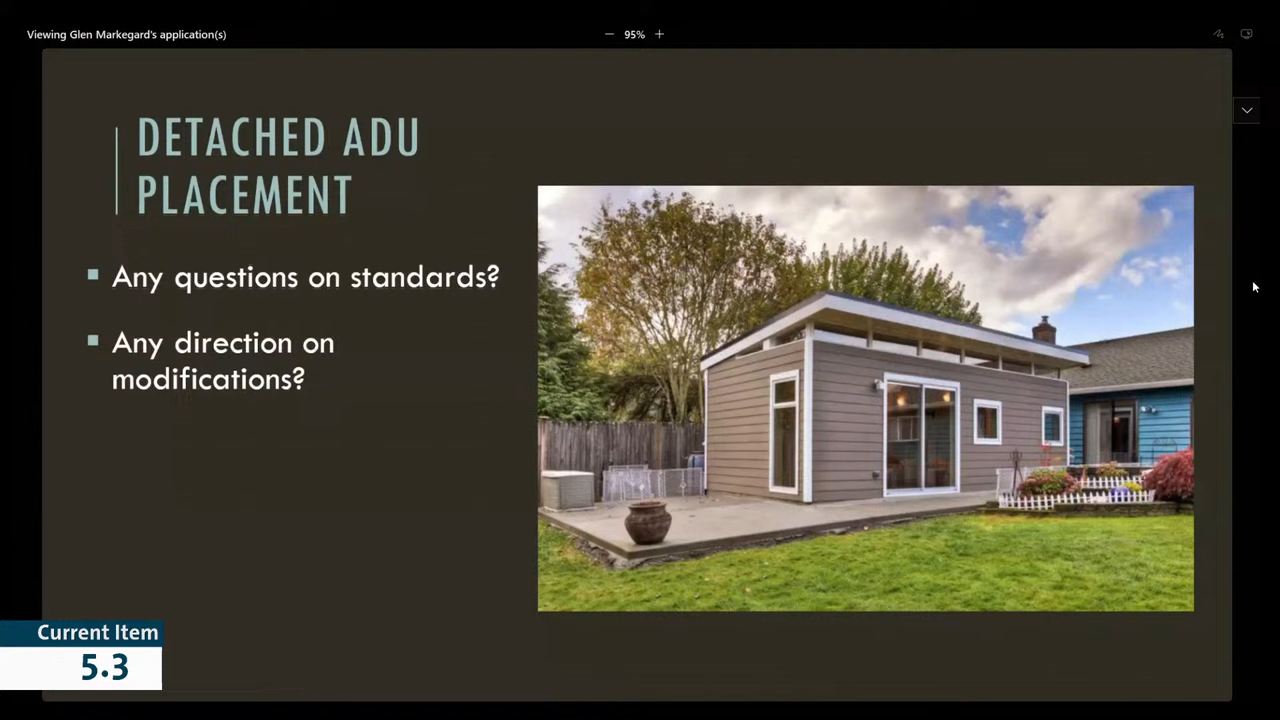 Viewing Glen Markegard's application(s)
95%
DETACHED ADU
PLACEMENT
Any questions on standards?
Any direction on
modifications?
Current Item
5.3